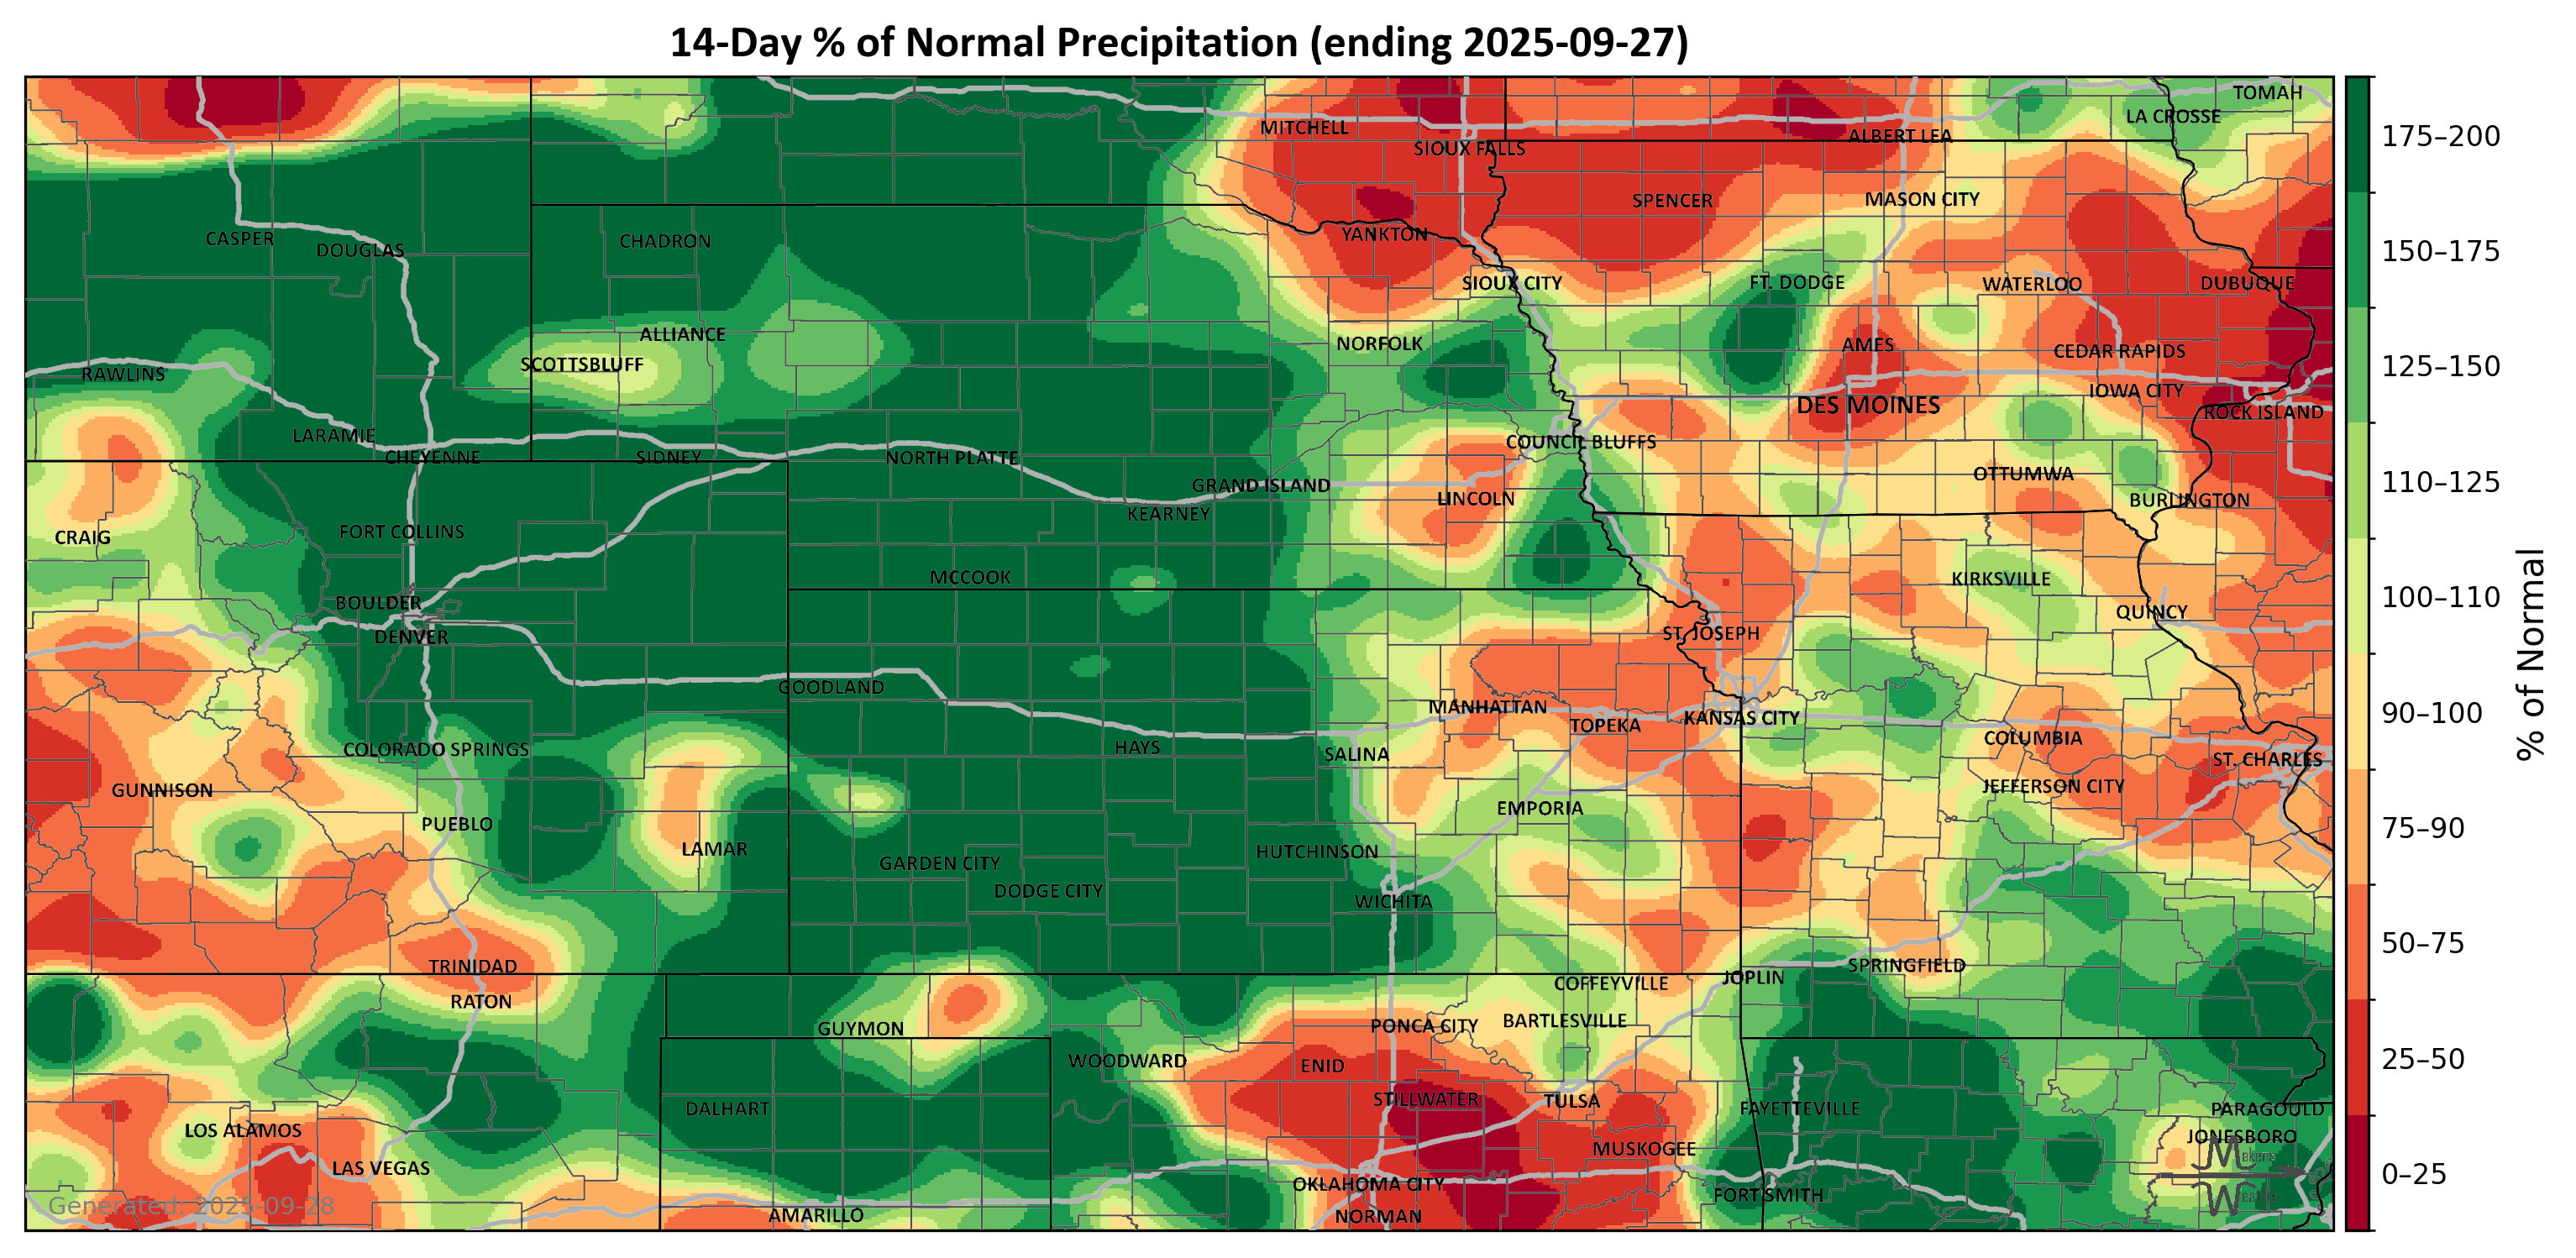 14-Day % of Normal Precipitation (ending 2025-09-27)
TOMAH
LA CROSSE
MITCHELL
ALBERT LEA
SIOUX FALLS
SPENCER
MASON CITY
YANKTON
CASPER
DOUGLAS
CHADRON
SIOUX CITY
FT. DODGE
WATERLOO
DUBUQUE
ALLIANCE
NORFOLK
AMES
CEDAR RAPIDS
SCOTTSBLUFF
RAWLINS
IOWA CITY
DES MOINES
ROCK ISLAND
LARAMIE
COUNCIL BLUFFS
CHEYENNE
SIDNEY
NORTH PLATTE
OTTUMWA
GRAND ISLAND
LINCOLN
BURLINGTON
KEARNEY
CRAIG
FORT COLLINS
MCCOOK
KIRKSVILLE
BOULDER
QUINCY
DENVER
ST. JOSEPH
GOODLAND
MANHATTAN
TOPEKA
KANSAS CITY
COLUMBIA
COLORADO SPRINGS
HAYS
SALINA
ST. CHARLES
GUNNISON
JEFFERSON CITY
EMPORIA
PUEBLO
LAMAR
HUTCHINSON
GARDEN CITY
DODGE CITY
WICHITA
TRINIDAD
SPRINGFIELD
JOPLIN
COFFEYVILLE
RATON
GUYMON
PONCA CITY
BARTLESVILLE
WOODWARD
ENID
STILLWATER
TULSA
DALHART
FAYETTEVILLE
PARAGOULD
LOS ALAMOS
JONESBORO
MUSKOGEE
LAS VEGAS
OKLAHOMA CITY
FORT SMITH
AMARILLO
NORMAN
Generated: 2025-09-28
175–200
150–175
125–150
110–125
100–110
90–100
75–90
50–75
25–50
0–25
% of Normal